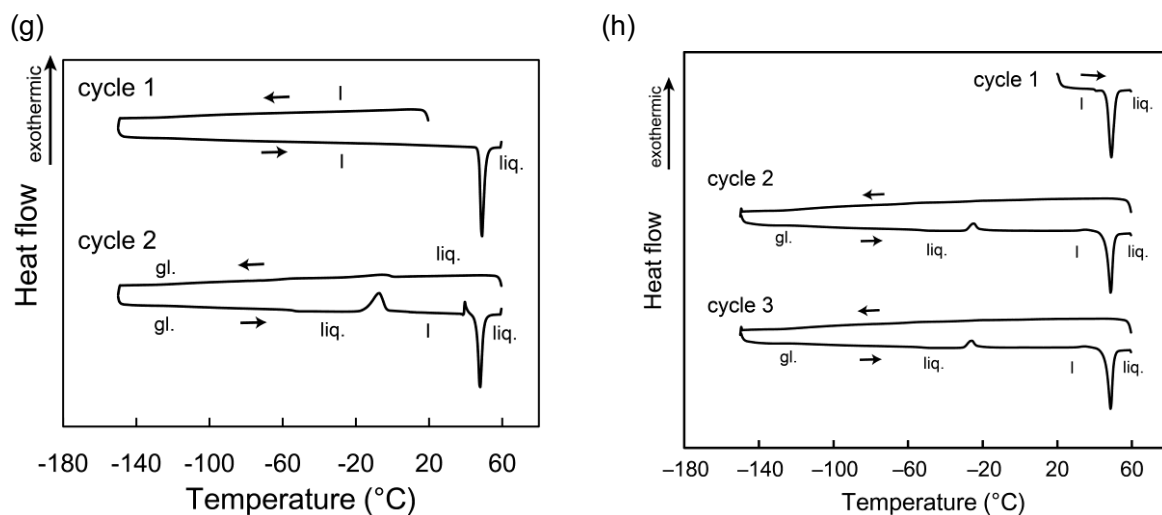 (g)
exothermic
Heat flow
cycle 1
I
I
liq.
cycle 2
gl.
liq.
gl.
liq.
I
liq.
-180 -140 -100 -60 -20 20 60
Temperature (°C)
(h)
exothermic
Heat flow
cycle 1
I
liq.
cycle 2
gl.
liq.
I
liq.
cycle 3
gl.
liq.
I
liq.
–180 –140 –100 –60 –20 20 60
Temperature (°C)